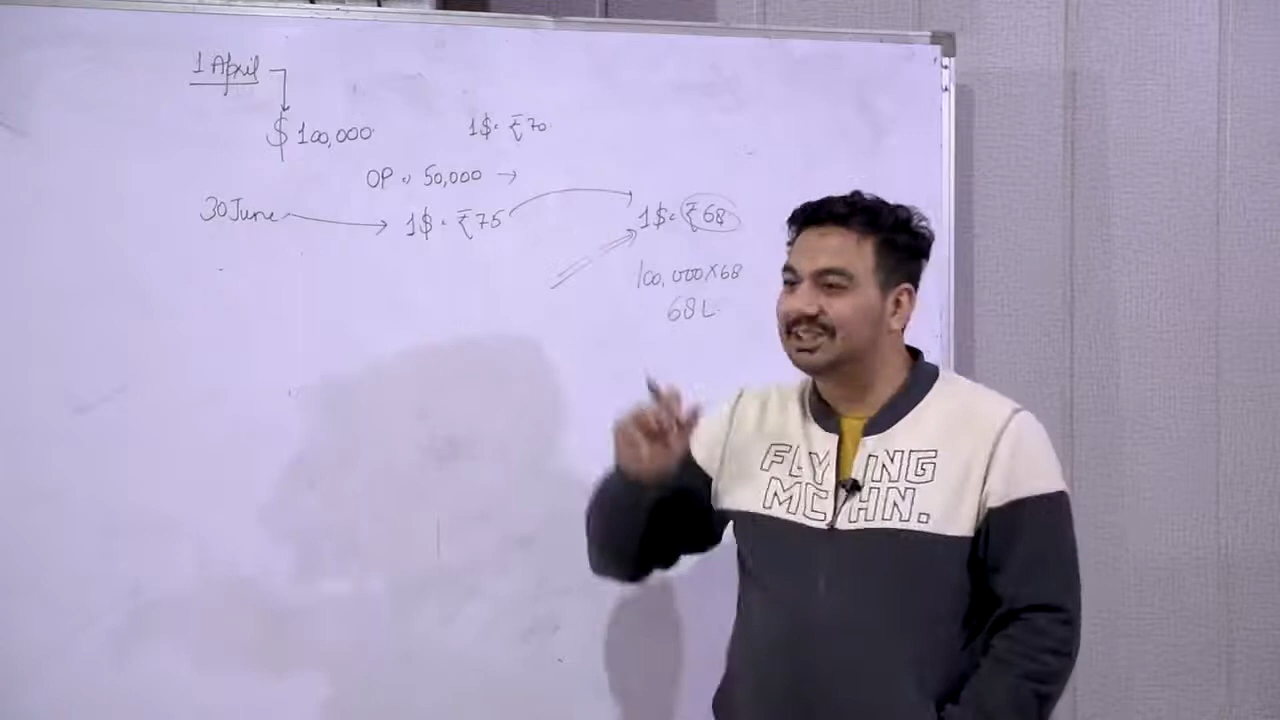 1 April
$ 100,000
1$ = ₹70
OP = 50,000 →
30 June → 1$ = ₹75
1$ = ₹68
100,000 X 68
68 L
FLYING
MCHN.